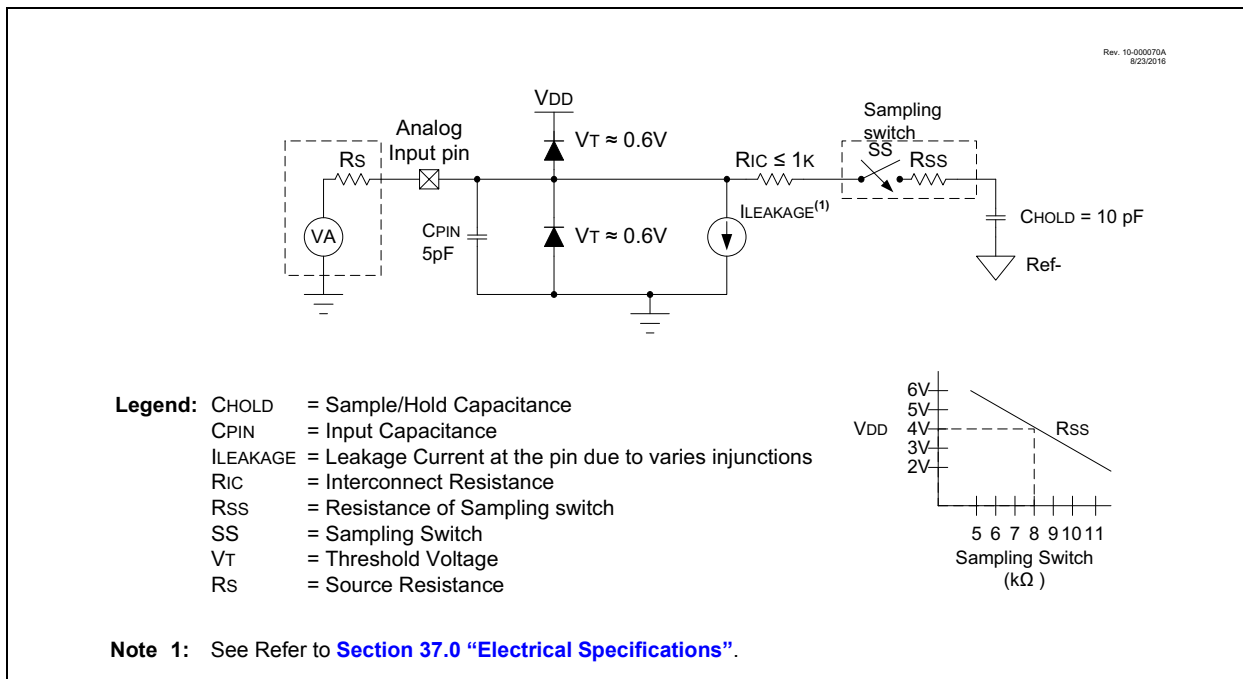 Rev. 10-000070A
8/23/2016
VDD
Sampling
switch
Analog
Input pin
VT ≈ 0.6V
RS
RIC ≤ 1K
SS
RSS
VA
CPIN
5pF
VT ≈ 0.6V
ILEAKAGE(1)
CHOLD = 10 pF
Ref-
Legend: CHOLD = Sample/Hold Capacitance
CPIN = Input Capacitance
ILEAKAGE = Leakage Current at the pin due to varies injunctions
RIC = Interconnect Resistance
RSS = Resistance of Sampling switch
SS = Sampling Switch
VT = Threshold Voltage
RS = Source Resistance
6V
5V
VDD 4V RSS
3V
2V
5 6 7 8 9 10 11
Sampling Switch
(kΩ )
Note 1: See Refer to Section 37.0 “Electrical Specifications”.